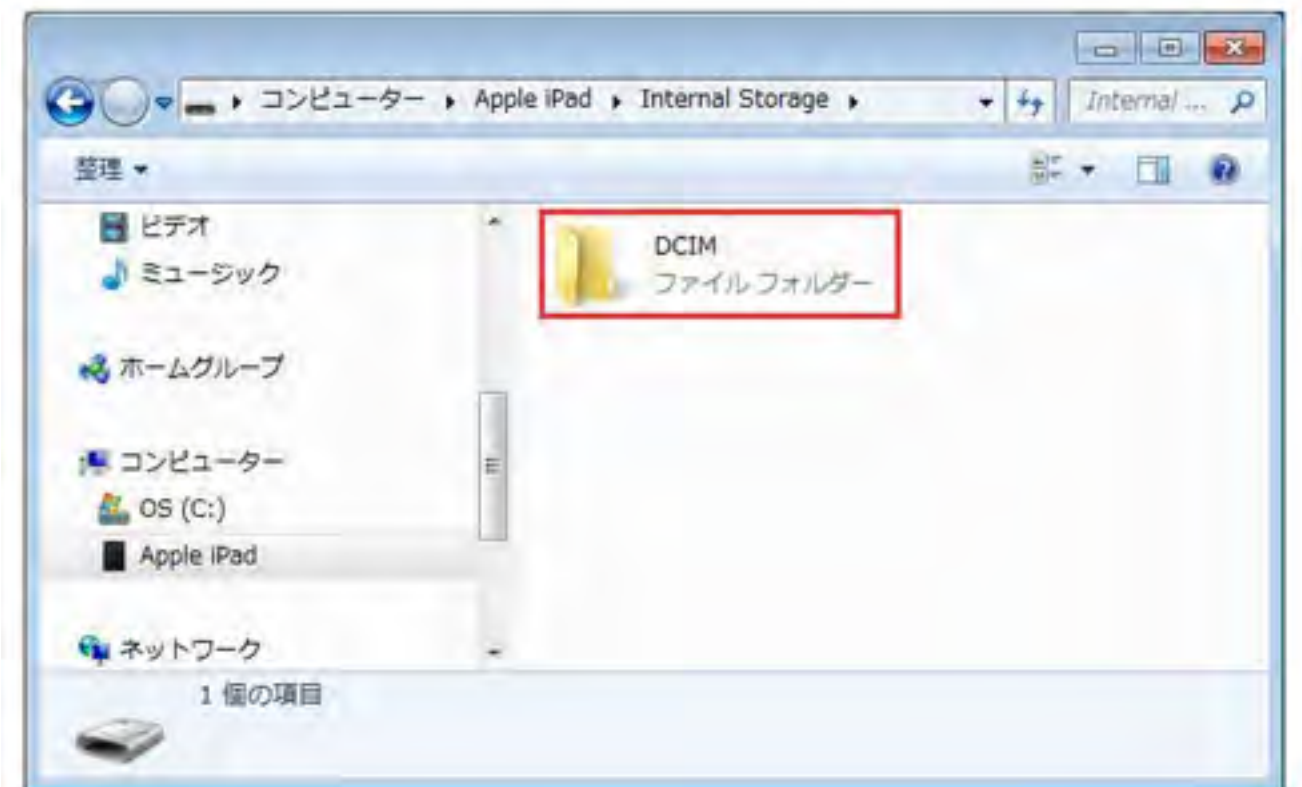 コンピューター Apple iPad Internal Storage Internal ...
整理
ビデオ
ミュージック
ホームグループ
コンピューター
OS (C:)
Apple iPad
ネットワーク
DCIM
ファイル フォルダー
1 個の項目